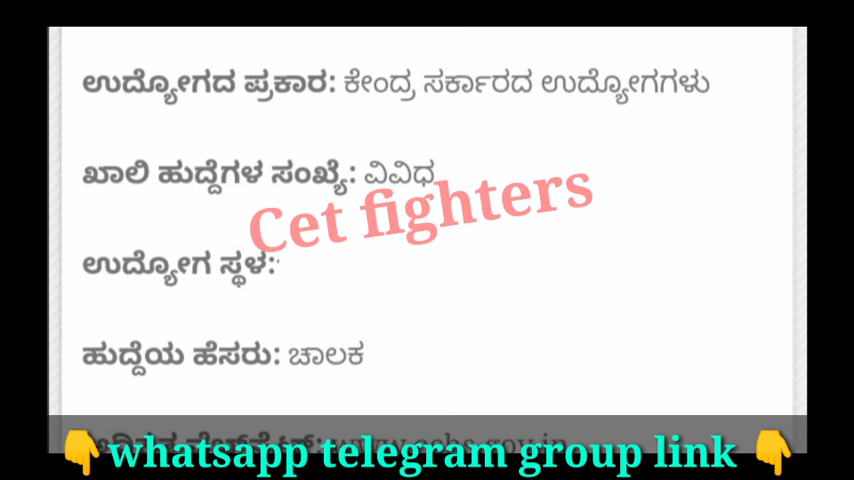 ಉದ್ಯೋಗದ ಪ್ರಕಾರ: ಕೇಂದ್ರ ಸರ್ಕಾರದ ಉದ್ಯೋಗಗಳು
ಖಾಲಿ ಹುದ್ದೆಗಳ ಸಂಖ್ಯೆ: ವಿವಿಧ
Cet fighters
ಉದ್ಯೋಗ ಸ್ಥಳ:
ಹುದ್ದೆಯ ಹೆಸರು: ಚಾಲಕ
👇whatsapp telegram group link 👇